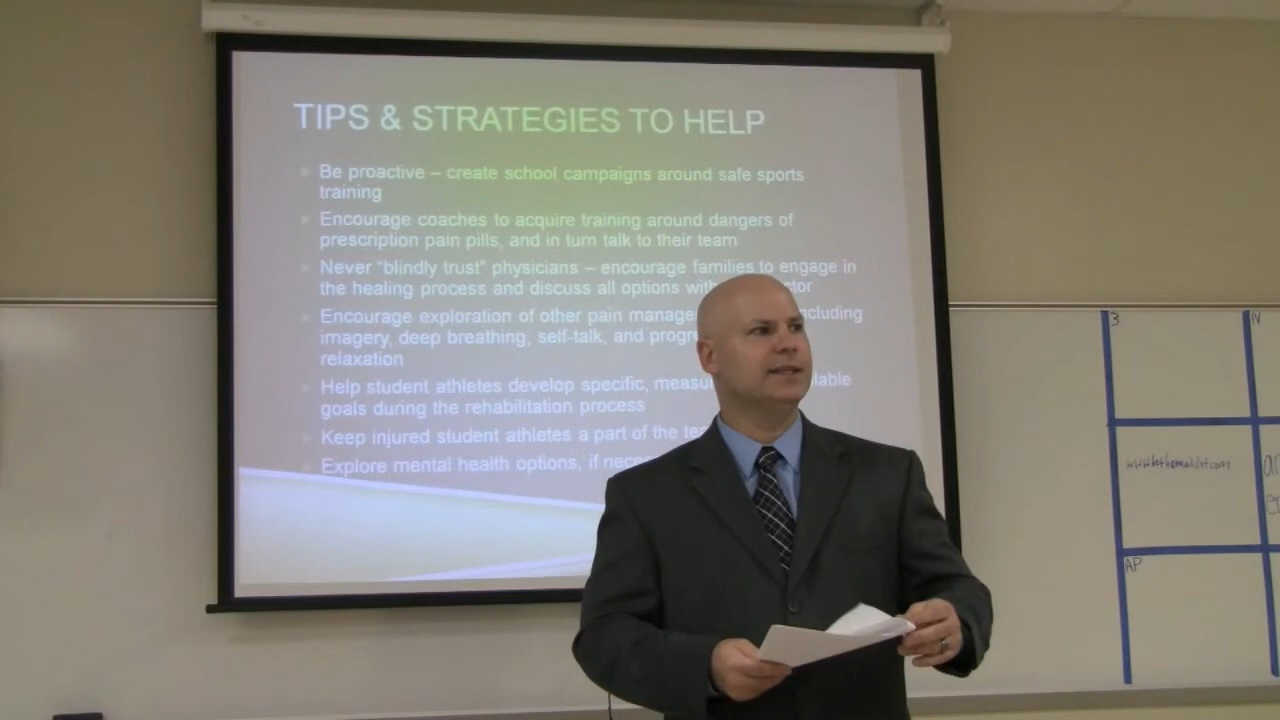 TIPS & STRATEGIES TO HELP
Be proactive – create school campaigns around safe sports
training
Encourage coaches to acquire training around dangers of
prescription pain pills, and in turn talk to their team
Never "blindly trust" physicians – encourage families to engage in
the healing process and discuss all options
Encourage exploration of other pain
imagery, deep breathing, self-talk, and
relaxation
Help student athletes develop specific,
goals during the rehabilitation process
Keep injured student athletes a part of the
Explore mental health options, if
3
AP